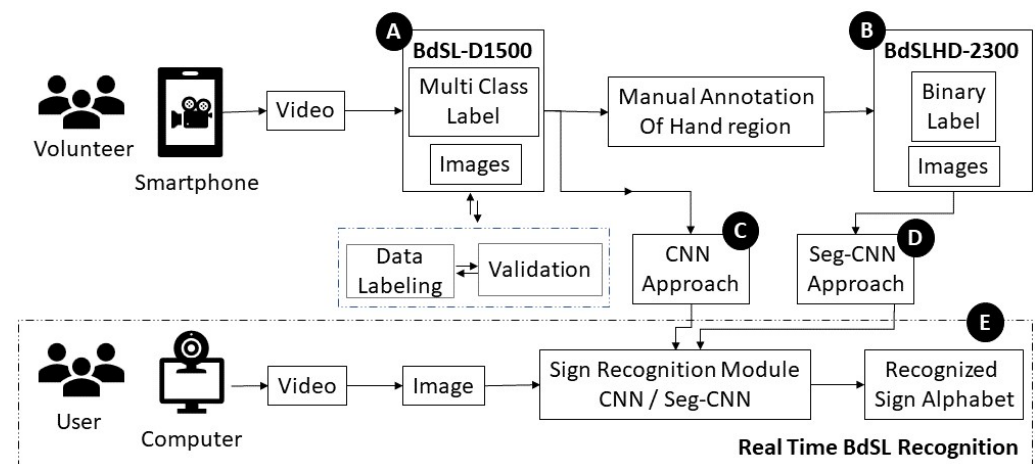 A
BdSL-D1500
B
BdSLHD-2300
Volunteer
Smartphone
Video
Multi Class
Label
Images
Manual Annotation
Of Hand region
Binary
Label
Images
Data
Labeling
Validation
C
CNN
Approach
D
Seg-CNN
Approach
E
User
Computer
Video
Image
Sign Recognition Module
CNN / Seg-CNN
Recognized
Sign Alphabet
Real Time BdSL Recognition